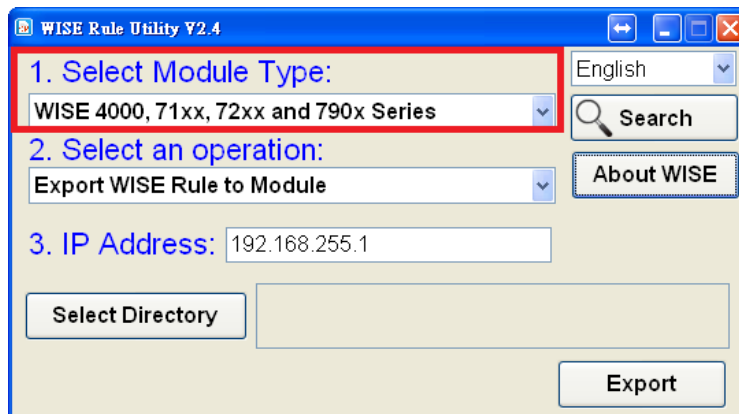 WISE Rule Utility V2.4
1. Select Module Type:
English
WISE 4000, 71xx, 72xx and 790x Series
Search
2. Select an operation:
Export WISE Rule to Module
About WISE
3. IP Address: 192.168.255.1
Select Directory
Export